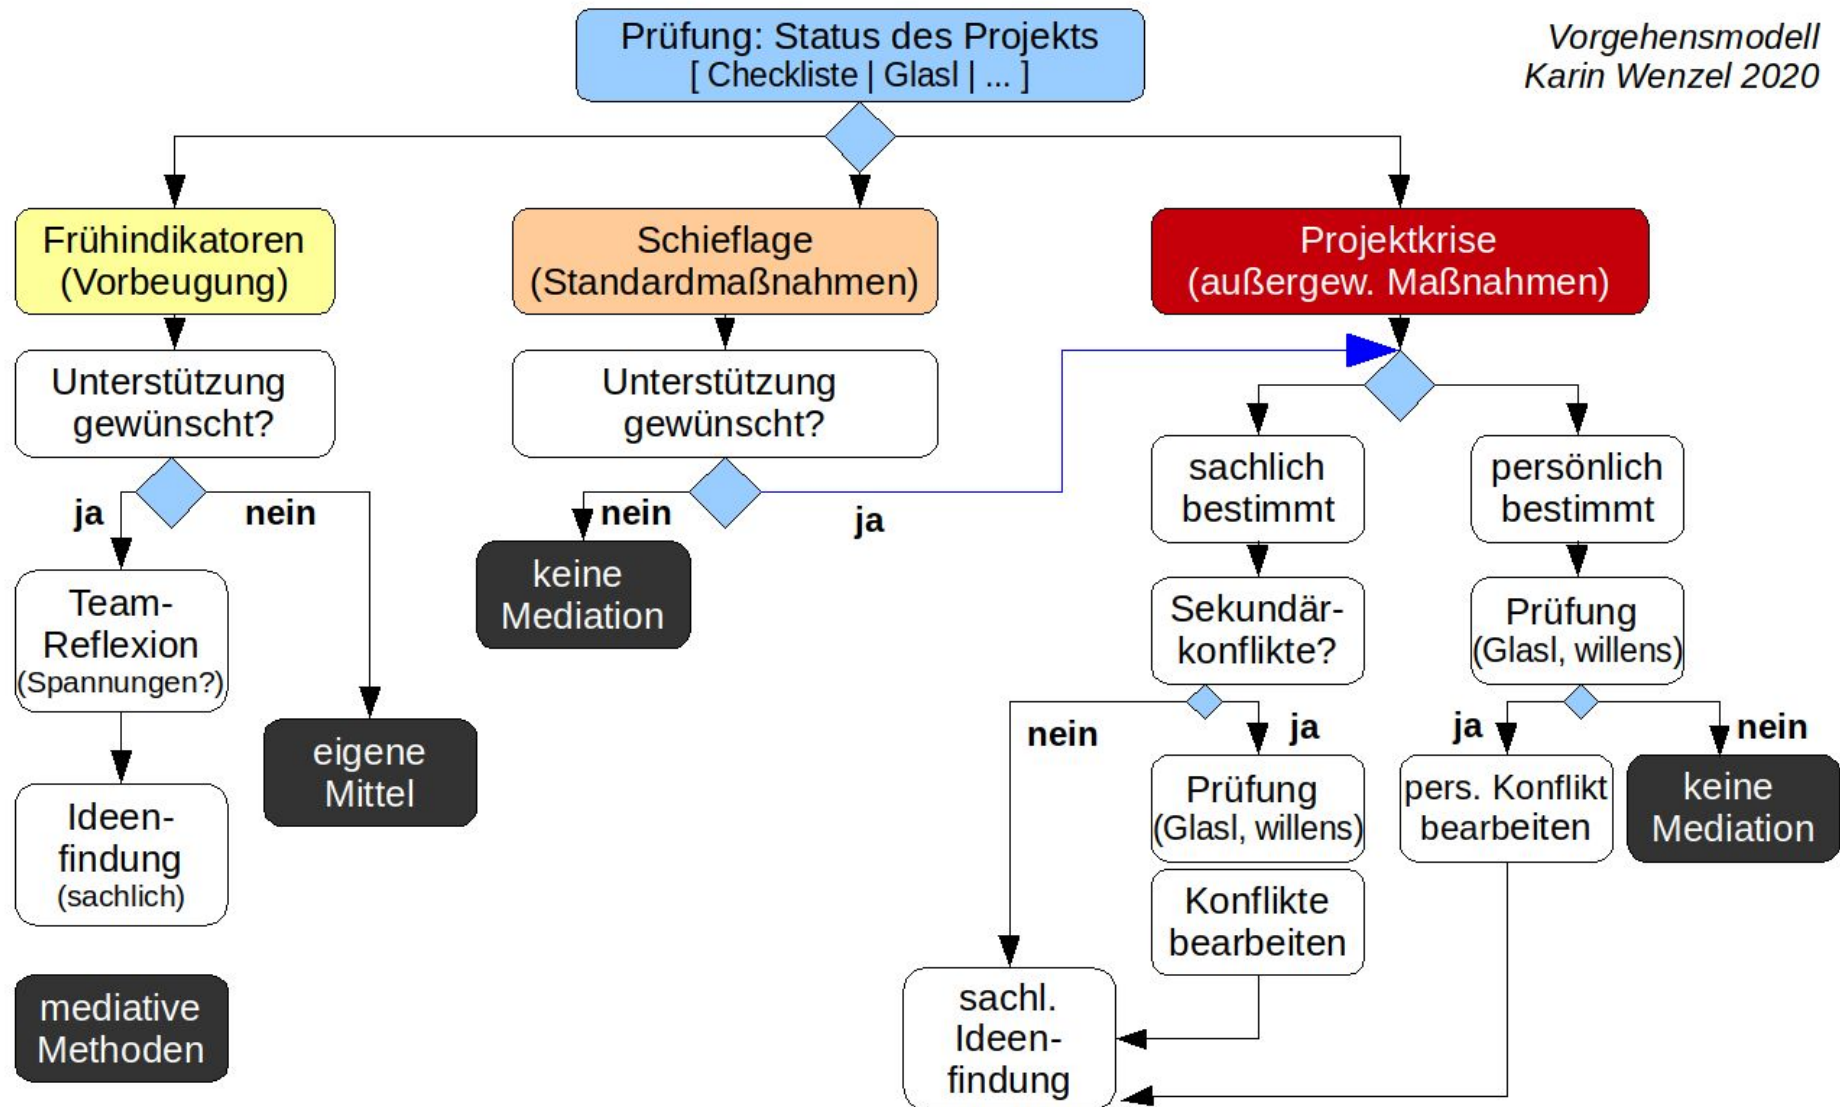 Prüfung: Status des Projekts
[ Checkliste | Glasl | ... ]
Vorgehensmodell
Karin Wenzel 2020
Frühindikatoren
(Vorbeugung)
Schieflage
(Standardmaßnahmen)
Projektkrise
(außergew. Maßnahmen)
Unterstützung
gewünscht?
Unterstützung
gewünscht?
ja
nein
nein
ja
sachlich
bestimmt
persönlich
bestimmt
Team-
Reflexion
(Spannungen?)
keine
Mediation
Sekundär-
konflikte?
Prüfung
(Glasl, willens)
eigene
Mittel
nein
ja
ja
nein
Ideen-
findung
(sachlich)
Prüfung
(Glasl, willens)
pers. Konflikt
bearbeiten
keine
Mediation
Konflikte
bearbeiten
mediative
Methoden
sachl.
Ideen-
findung